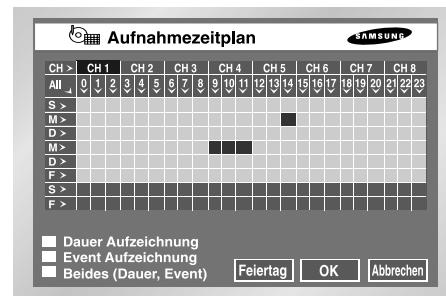 Aufnahmezeitplan
SAMSUNG
CH > CH 1 CH 2 CH 3 CH 4 CH 5 CH 6 CH 7 CH 8
All 0 1 2 3 4 5 6 7 8 9 10 11 12 13 14 15 16 17 18 19 20 21 22 23
S >
M >
D >
M >
D >
F >
S >
F >
Dauer Aufzeichnung
Event Aufzeichnung
Beides (Dauer, Event)
Feiertag OK Abbrechen